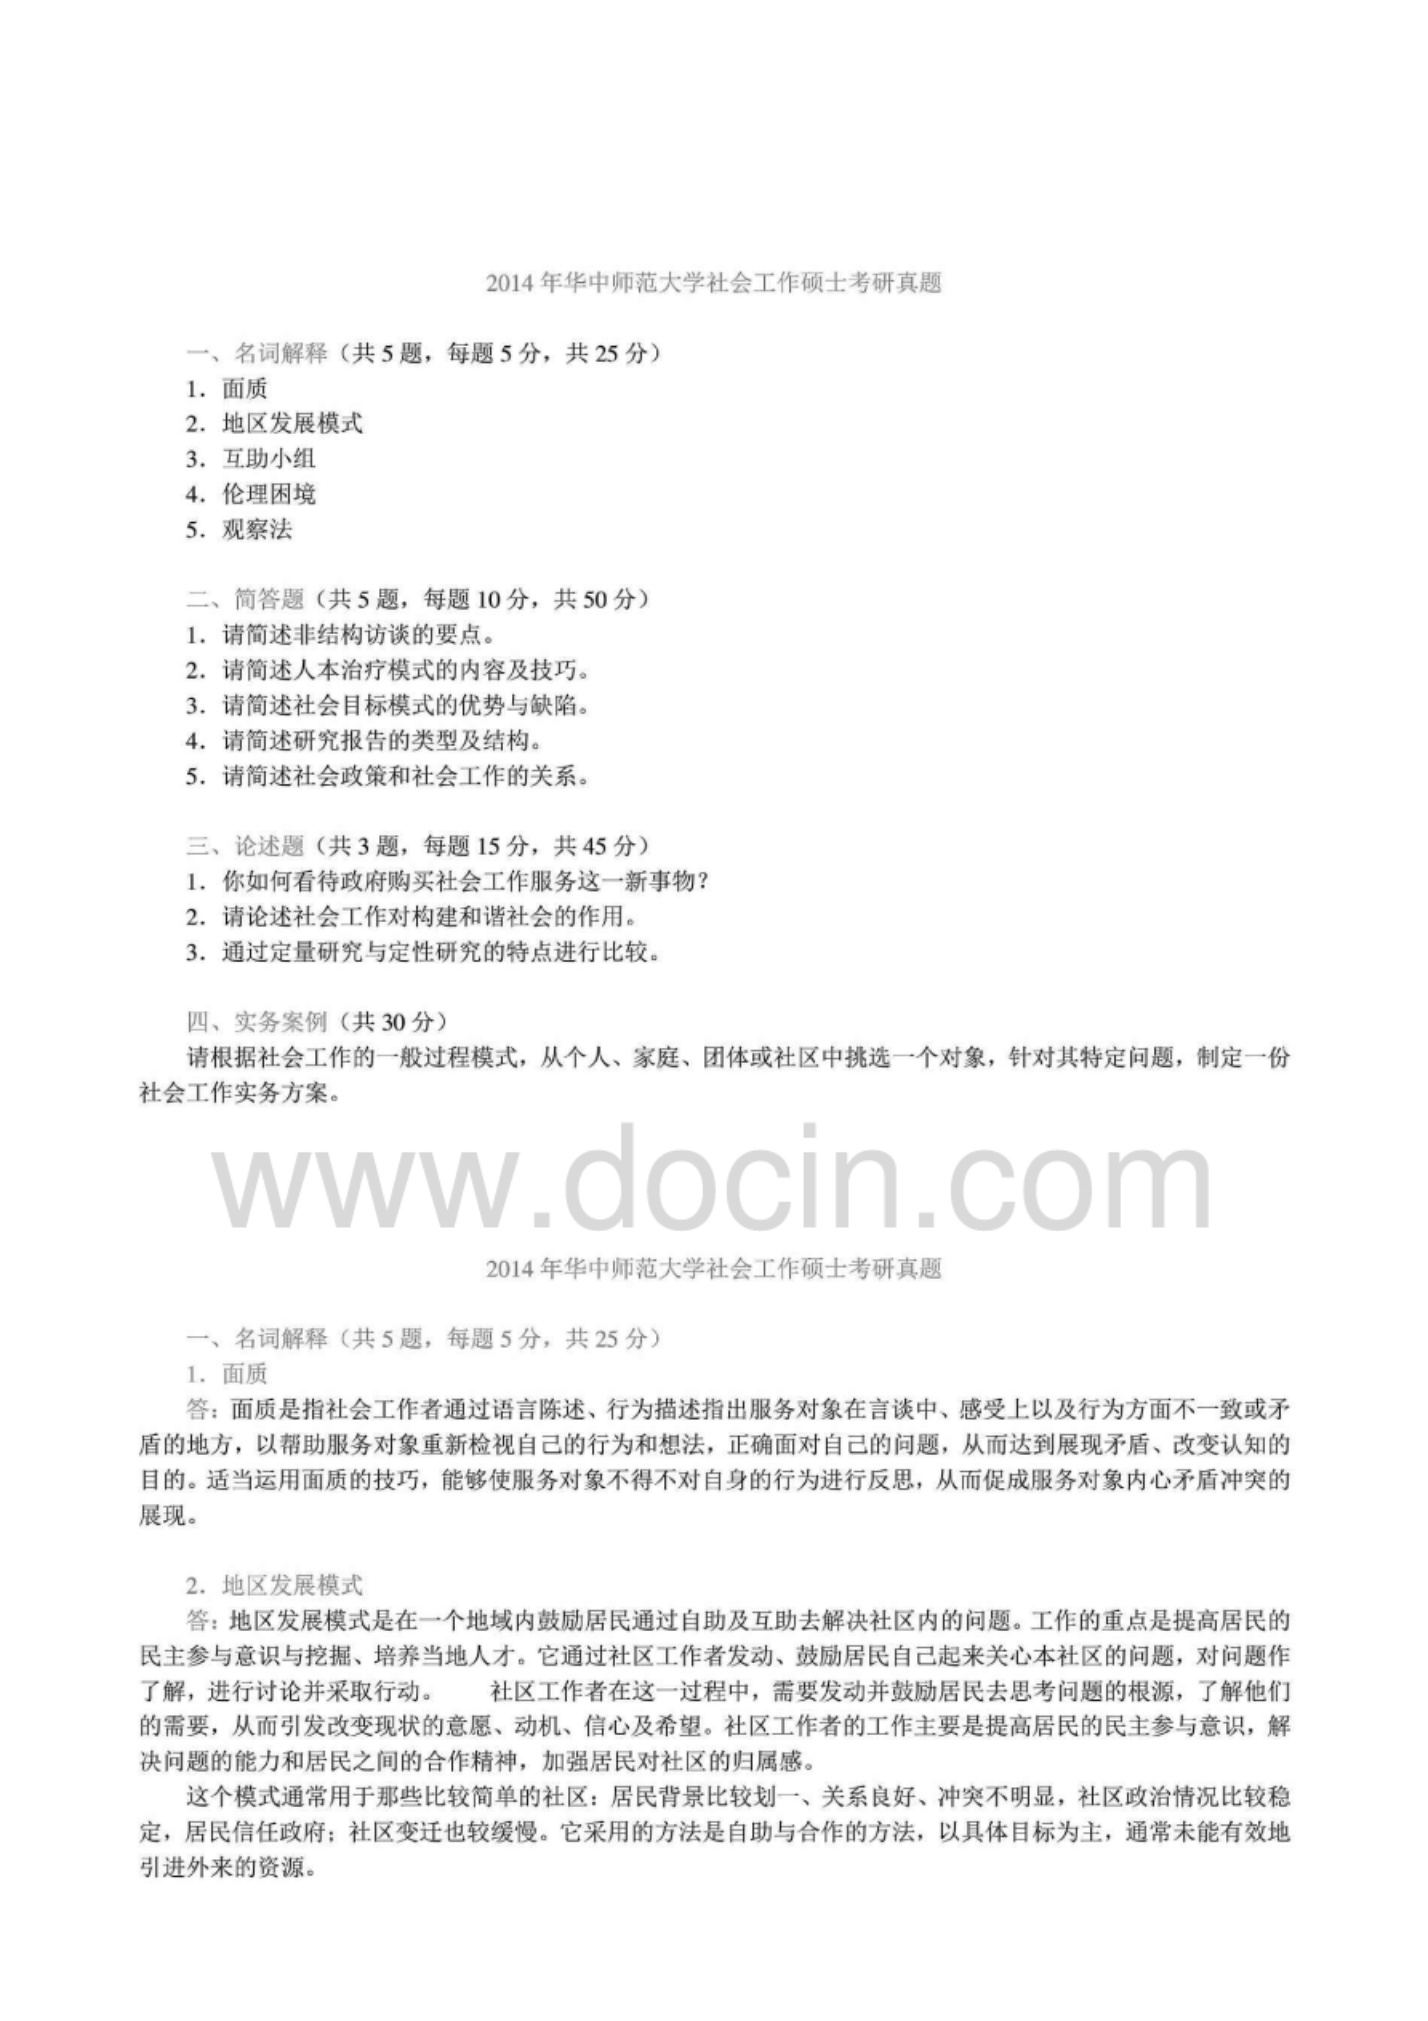 2014 年华中师范大学社会工作硕士考研真题
一、名词解释（共 5 题，每题 5 分，共 25 分）
1．面质
2．地区发展模式
3．互助小组
4．伦理困境
5．观察法
二、简答题（共 5 题，每题 10 分，共 50 分）
1．请简述非结构访谈的要点。
2．请简述人本治疗模式的内容及技巧。
3．请简述社会目标模式的优势与缺陷。
4．请简述研究报告的类型及结构。
5．请简述社会政策和社会工作的关系。
三、论述题（共 3 题，每题 15 分，共 45 分）
1．你如何看待政府购买社会工作服务这一新事物？
2．请论述社会工作对构建和谐社会的作用。
3．通过定量研究与定性研究的特点进行比较。
四、实务案例（共 30 分）
请根据社会工作的一般过程模式，从个人、家庭、团体或社区中挑选一个对象，针对其特定问题，制定一份
社会工作实务方案。
www.docin.com
2014 年华中师范大学社会工作硕士考研真题
一、名词解释（共 5 题，每题 5 分，共 25 分）
1．面质
答：面质是指社会工作者通过语言陈述、行为描述指出服务对象在言谈中、感受上以及行为方面不一致或矛
盾的地方，以帮助服务对象重新检视自己的行为和想法，正确面对自己的问题，从而达到展现矛盾、改变认知的
目的。适当运用面质的技巧，能够使服务对象不得不对自身的行为进行反思，从而促成服务对象内心矛盾冲突的
展现。
2．地区发展模式
答：地区发展模式是在一个地域内鼓励居民通过自助及互助去解决社区内的问题。工作的重点是提高居民的
民主参与意识与挖掘、培养当地人才。它通过社区工作者发动、鼓励居民自己起来关心本社区的问题，对问题作
了解，进行讨论并采取行动。　　社区工作者在这一过程中，需要发动并鼓励居民去思考问题的根源，了解他们
的需要，从而引发改变现状的意愿、动机、信心及希望。社区工作者的工作主要是提高居民的民主参与意识，解
决问题的能力和居民之间的合作精神，加强居民对社区的归属感。
这个模式通常用于那些比较简单的社区：居民背景比较划一、关系良好、冲突不明显，社区政治情况比较稳
定，居民信任政府；社区变迁也较缓慢。它采用的方法是自助与合作的方法，以具体目标为主，通常未能有效地
引进外来的资源。